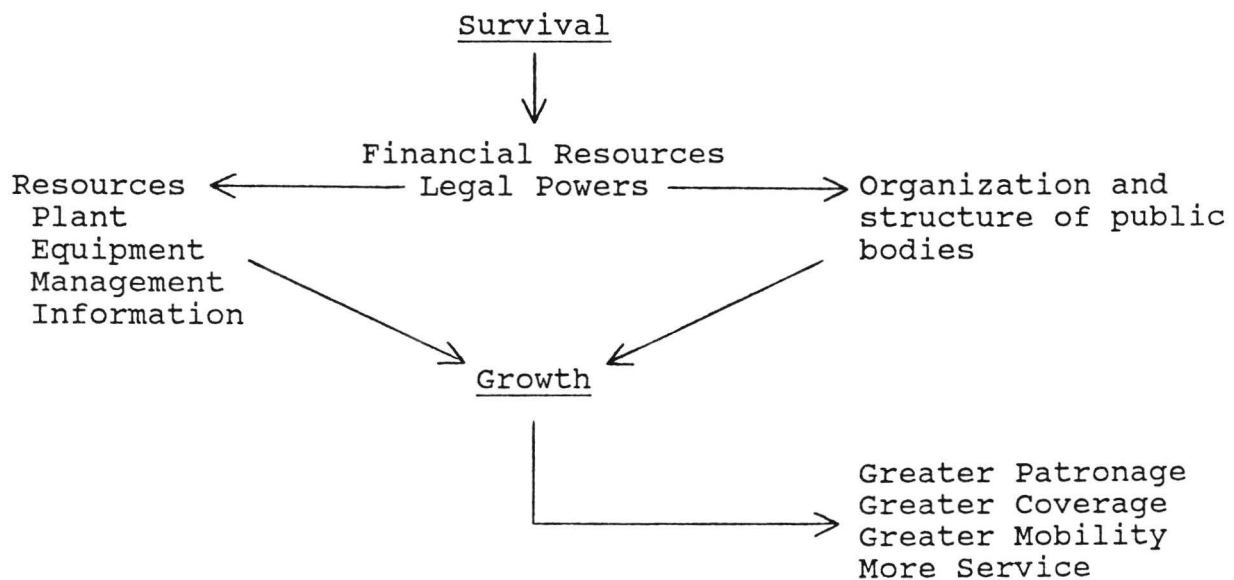 Survival
Financial Resources
Legal Powers
Resources
Plant
Equipment
Management
Information
Organization and
structure of public
bodies
Growth
Greater Patronage
Greater Coverage
Greater Mobility
More Service